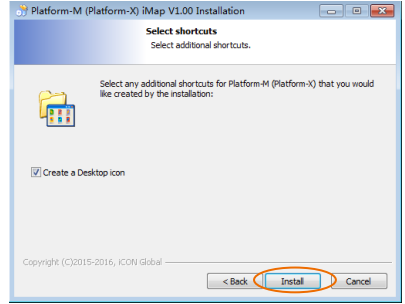 Platform-M (Platform-X) iMap V1.00 Installation
Select shortcuts
Select additional shortcuts.
Select any additional shortcuts for Platform-M (Platform-X) that you would
like created by the installation:
Create a Desktop icon
Copyright (C)2015-2016, iCON Global
< Back Install Cancel